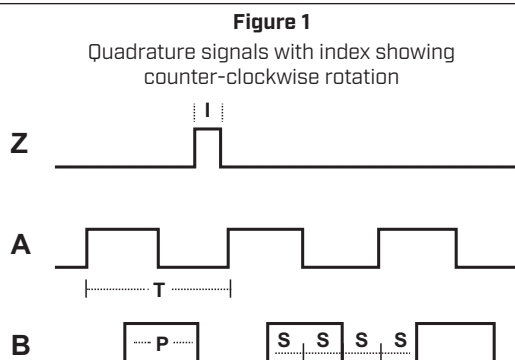 Figure 1
Quadrature signals with index showing
counter-clockwise rotation
I
Z
A
T
B
P
S S S S